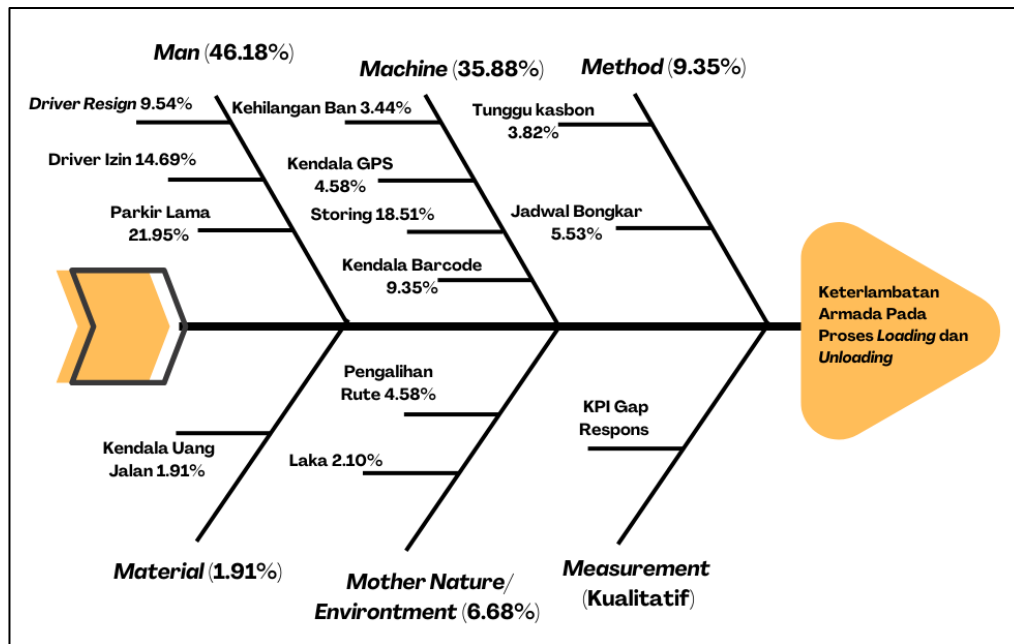 Man (46.18%)
Driver Resign 9.54%
Driver Izin 14.69%
Parkir Lama
21.95%
Machine (35.88%)
Kehilangan Ban 3.44%
Kendala GPS
4.58%
Storing 18.51%
Kendala Barcode
9.35%
Method (9.35%)
Tunggu kasbon
3.82%
Jadwal Bongkar
5.53%
Keterlambatan
Armada Pada
Proses Loading dan
Unloading
Kendala Uang
Jalan 1.91%
Material (1.91%)
Pengalihan
Rute 4.58%
Laka 2.10%
Mother Nature/
Environtment (6.68%)
KPI Gap
Respons
Measurement
(Kualitatif)